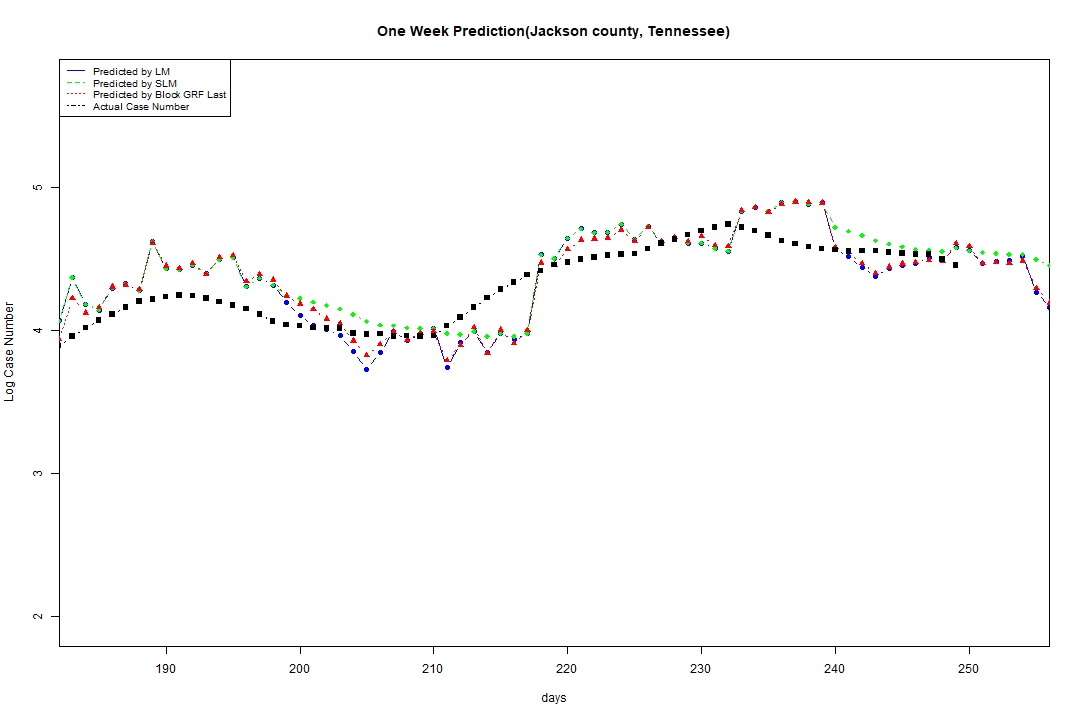 One Week Prediction(Jackson county, Tennessee)
Predicted by LM
Predicted by SLM
Predicted by Block GRF Last
Actual Case Number
5
4
3
2
Log Case Number
190 200 210 220 230 240 250
days